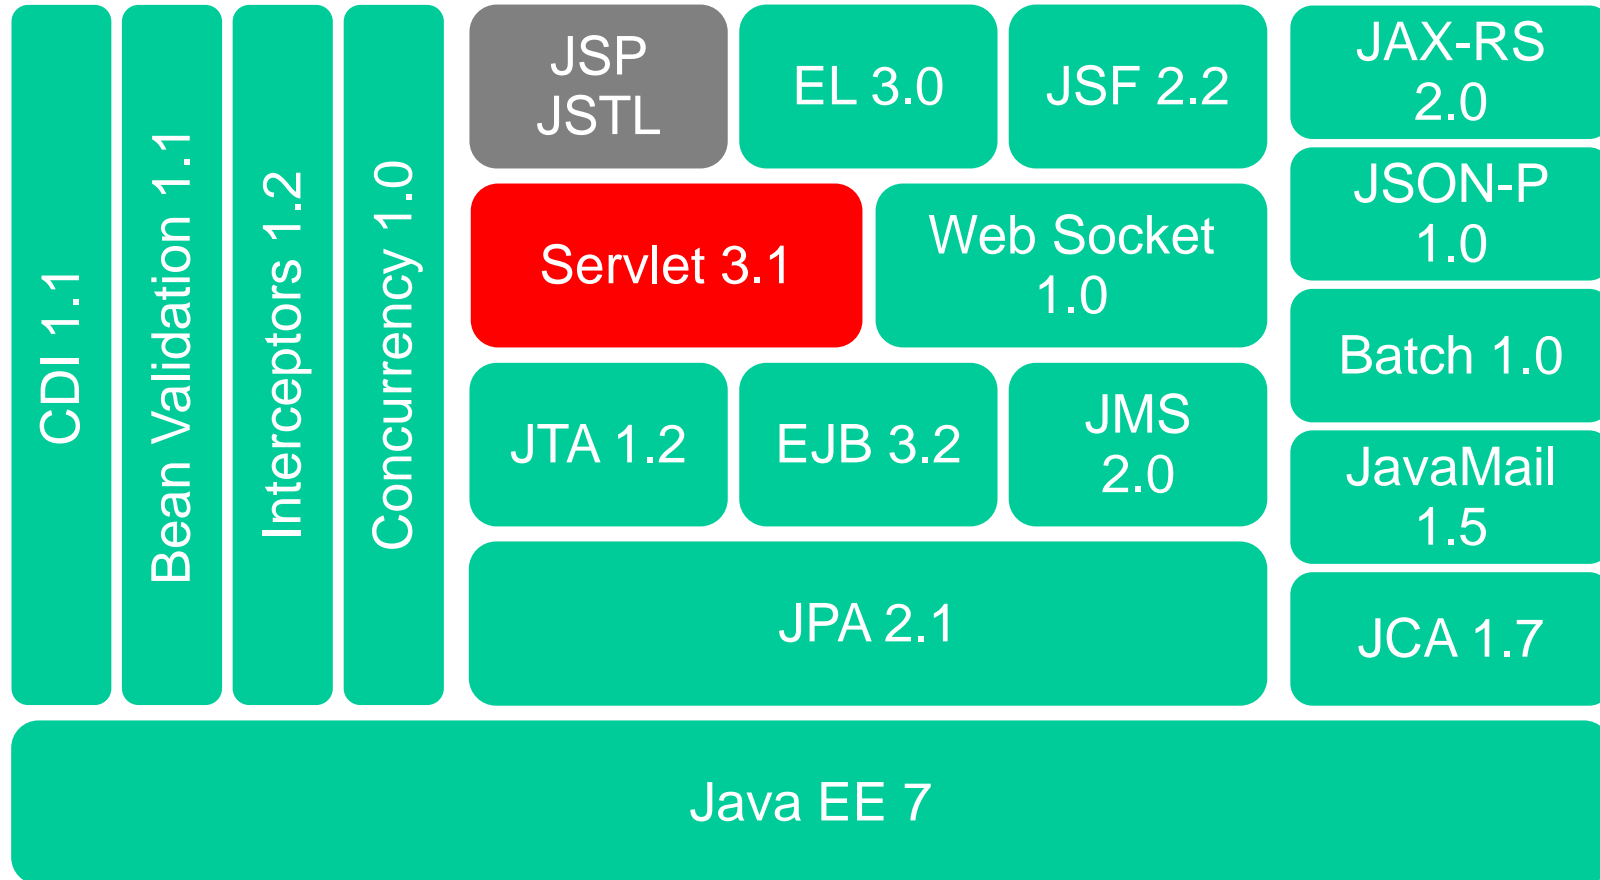 CDI 1.1
Bean Validation 1.1
Interceptors 1.2
Concurrency 1.0
JSP
JSTL
EL 3.0
JSF 2.2
Servlet 3.1
Web Socket
1.0
JTA 1.2
EJB 3.2
JMS
2.0
JPA 2.1
JAX-RS
2.0
JSON-P
1.0
Batch 1.0
JavaMail
1.5
JCA 1.7
Java EE 7